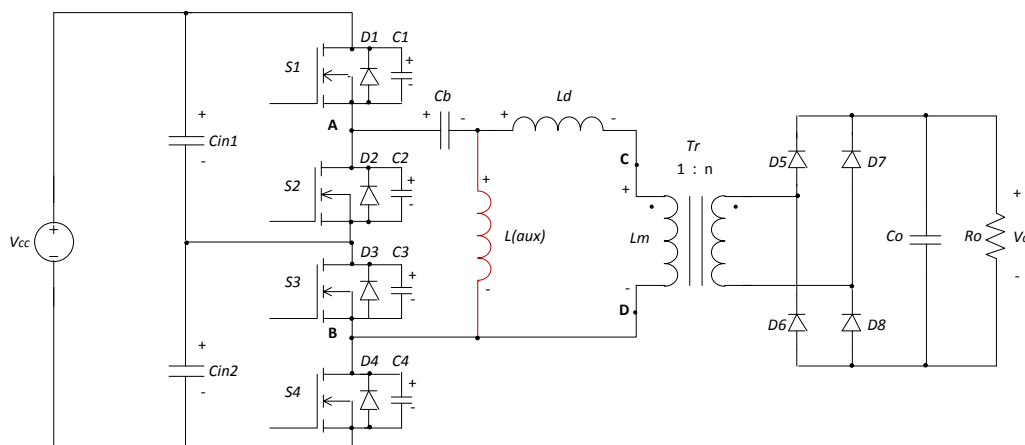 D1 C1
S1
+
-
A
Cb
+ -
Ld
+ -
+
Cin1
-
D2 C2
S2
+
-
C
Tr
1 : n
D5 D7
+
L(aux)
-
+
Lm
-
Vcc
+
-
D3 C3
S3
+
-
B
D
Co
Ro
+
Vo
-
D6 D8
+
Cin2
-
D4 C4
S4
+
-